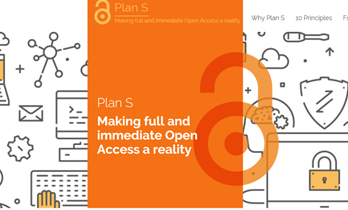 Plan S
Making full and immediate Open Access a reality
Why Plan S
10 Principles
Plan S
Making full and
immediate Open
Access a reality